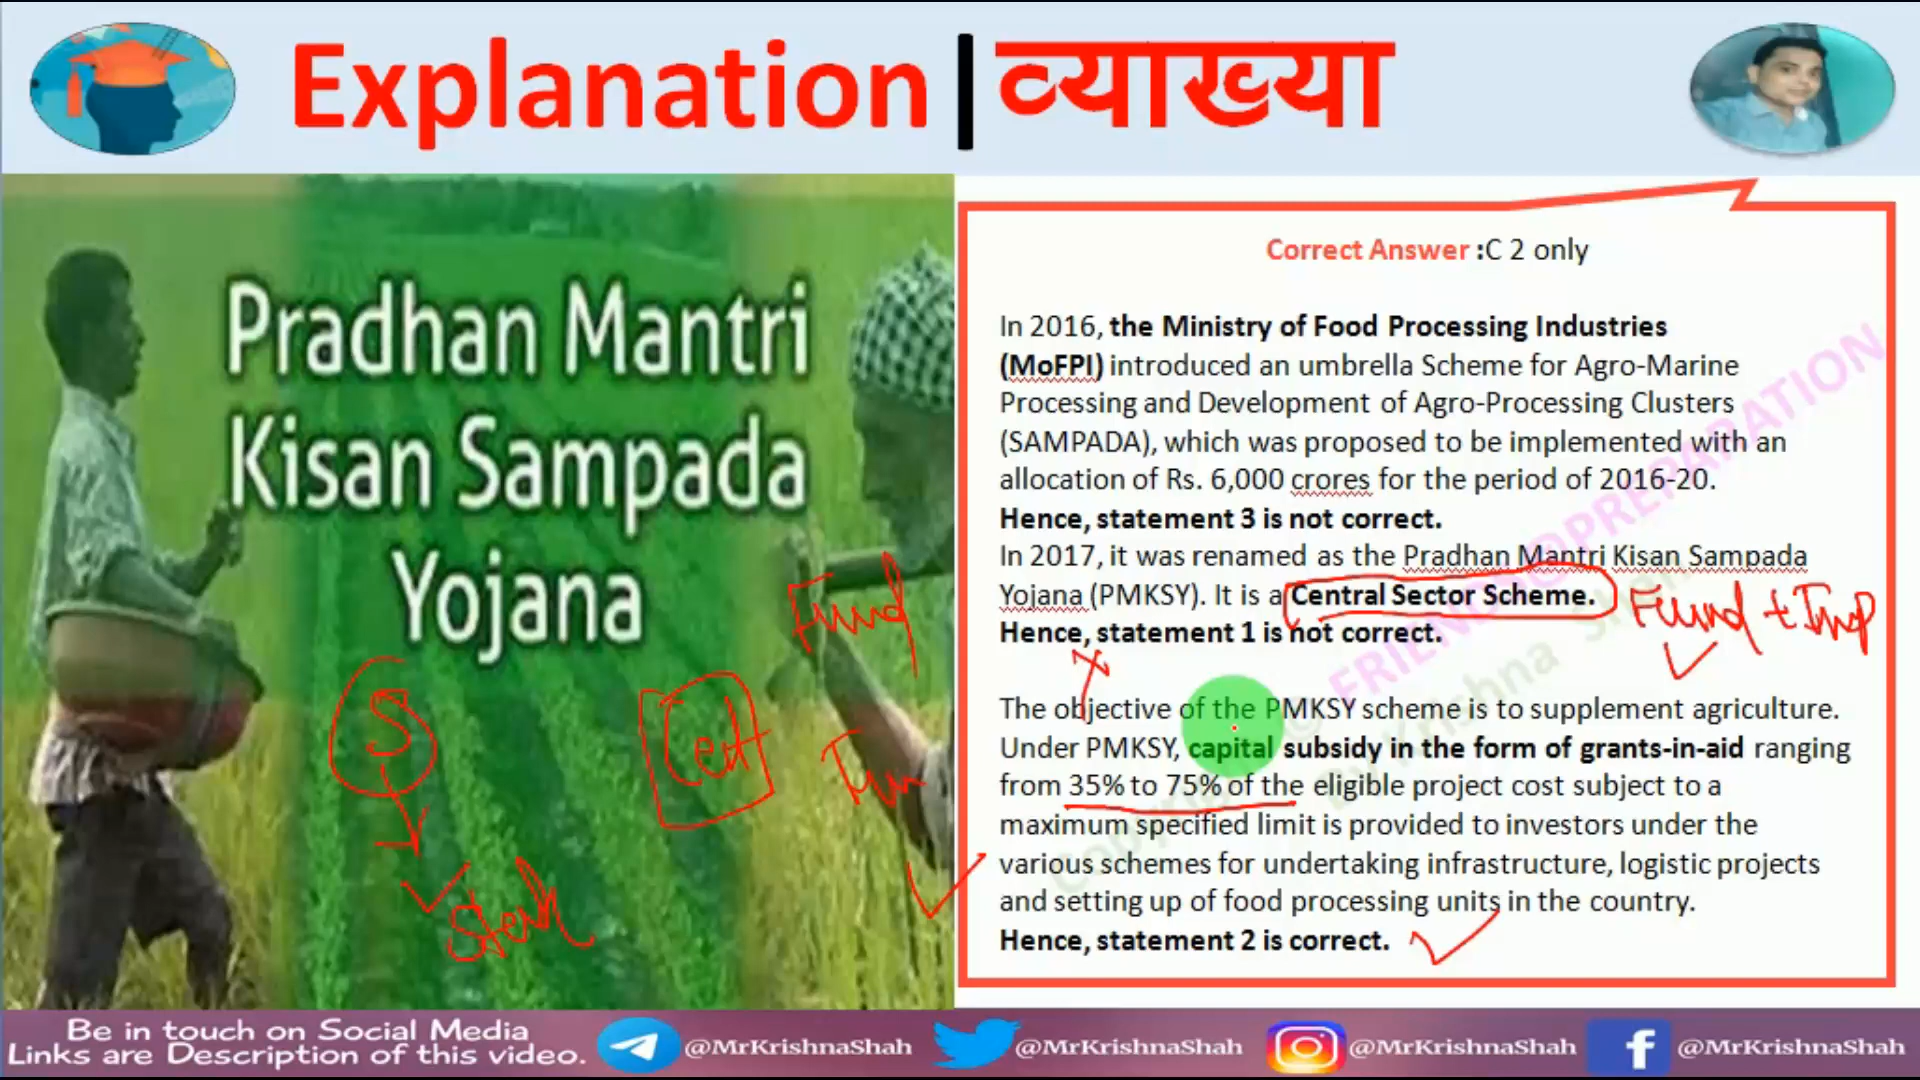 Explanation|व्याख्या
Pradhan Mantri
Kisan Sampada
Yojana
Fund
S
Cent
Correct Answer :C 2 only
In 2016, the Ministry of Food Processing Industries
(MoFPI) introduced an umbrella Scheme for Agro-Marine
Processing and Development of Agro-Processing Clusters
(SAMPADA), which was proposed to be implemented with an
allocation of Rs. 6,000 crores for the period of 2016-20.
Hence, statement 3 is not correct.
In 2017, it was renamed as the Pradhan Mantri Kisan Sampada
Yojana (PMKSY). It is a Central Sector Scheme. Fund + Imp
Hence, statement 1 is not correct.
The objective of the PMKSY scheme is to supplement agriculture.
Under PMKSY, capital subsidy in the form of grants-in-aid ranging
from 35% to 75% of the eligible project cost subject to a
maximum specified limit is provided to investors under the
various schemes for undertaking infrastructure, logistic projects
and setting up of food processing units in the country.
Hence, statement 2 is correct.
Copyright © FRIENDSOPREPARATION
By Krishna Shah
Be in touch on Social Media
Links are Description of this video.
@MrKrishnaShah
@MrKrishnaShah
@MrKrishnaShah
@MrKrishnaShah